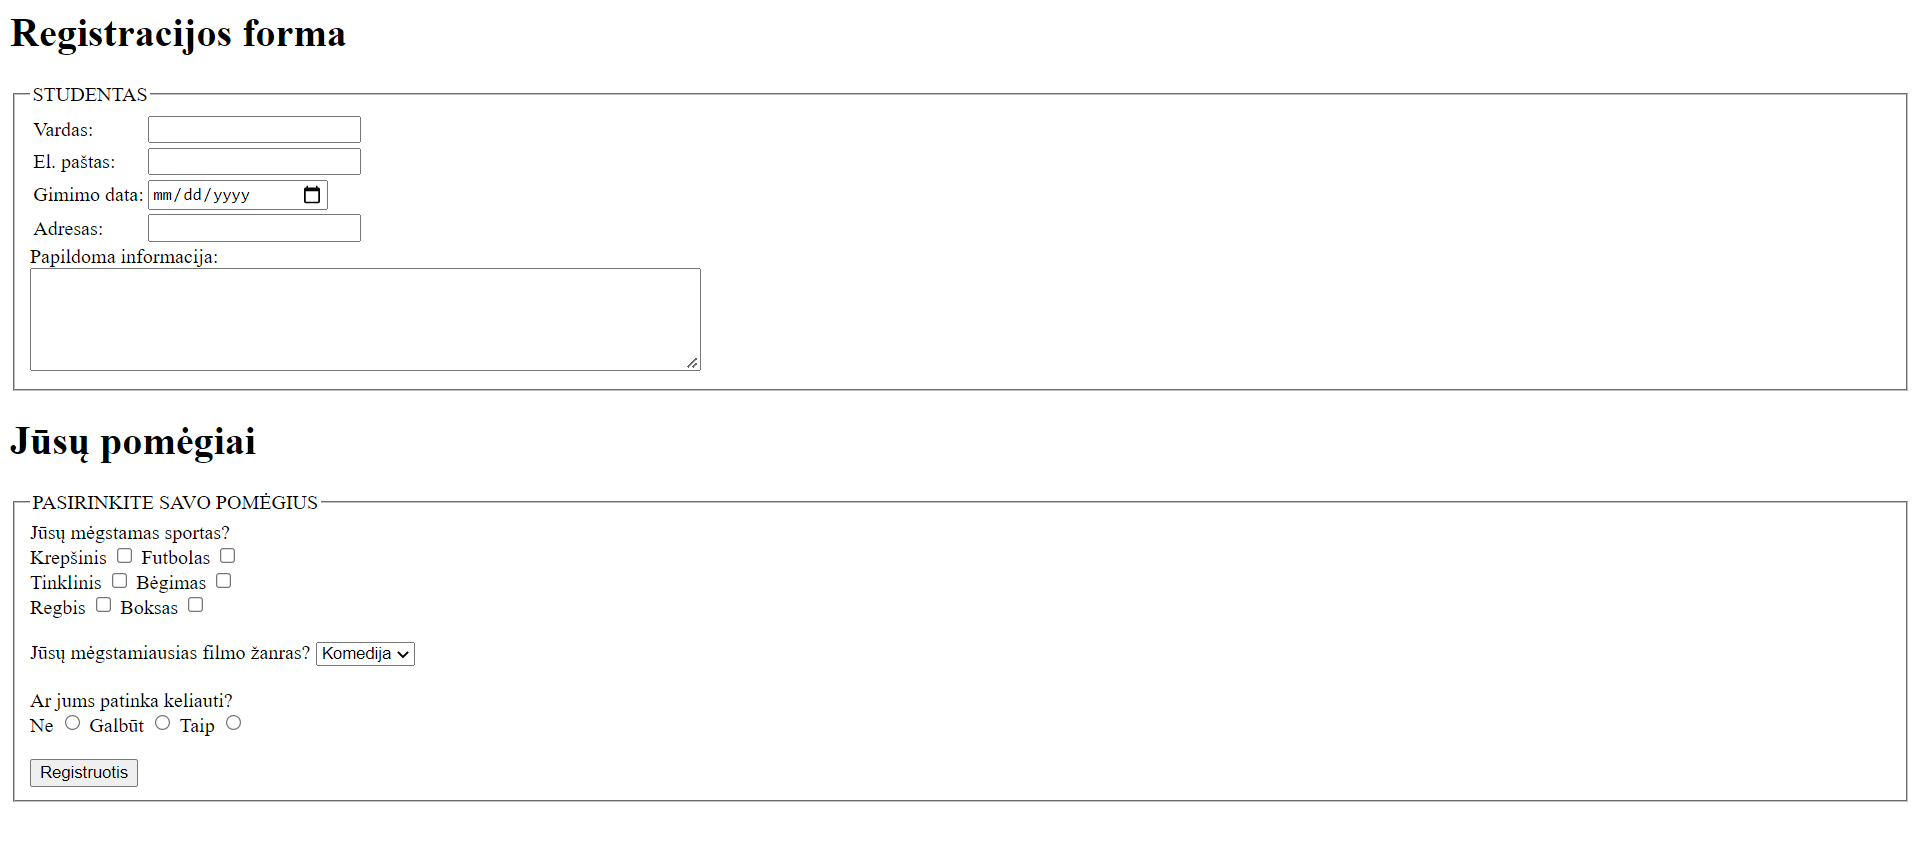 Registracijos forma
STUDENTAS
Vardas:
El. paštas:
Gimimo data: mm/dd/yyyy
Adresas:
Papildoma informacija:
Jūsų pomėgiai
PASIRINKITE SAVO POMĖGIUS
Jūsų mėgstamas sportas?
Krepšinis Futbolas
Tinklinis Bėgimas
Regbis Boksas
Jūsų mėgstamiausias filmo žanras? Komedija
Ar jums patinka keliauti?
Ne Galbūt Taip
Registruotis